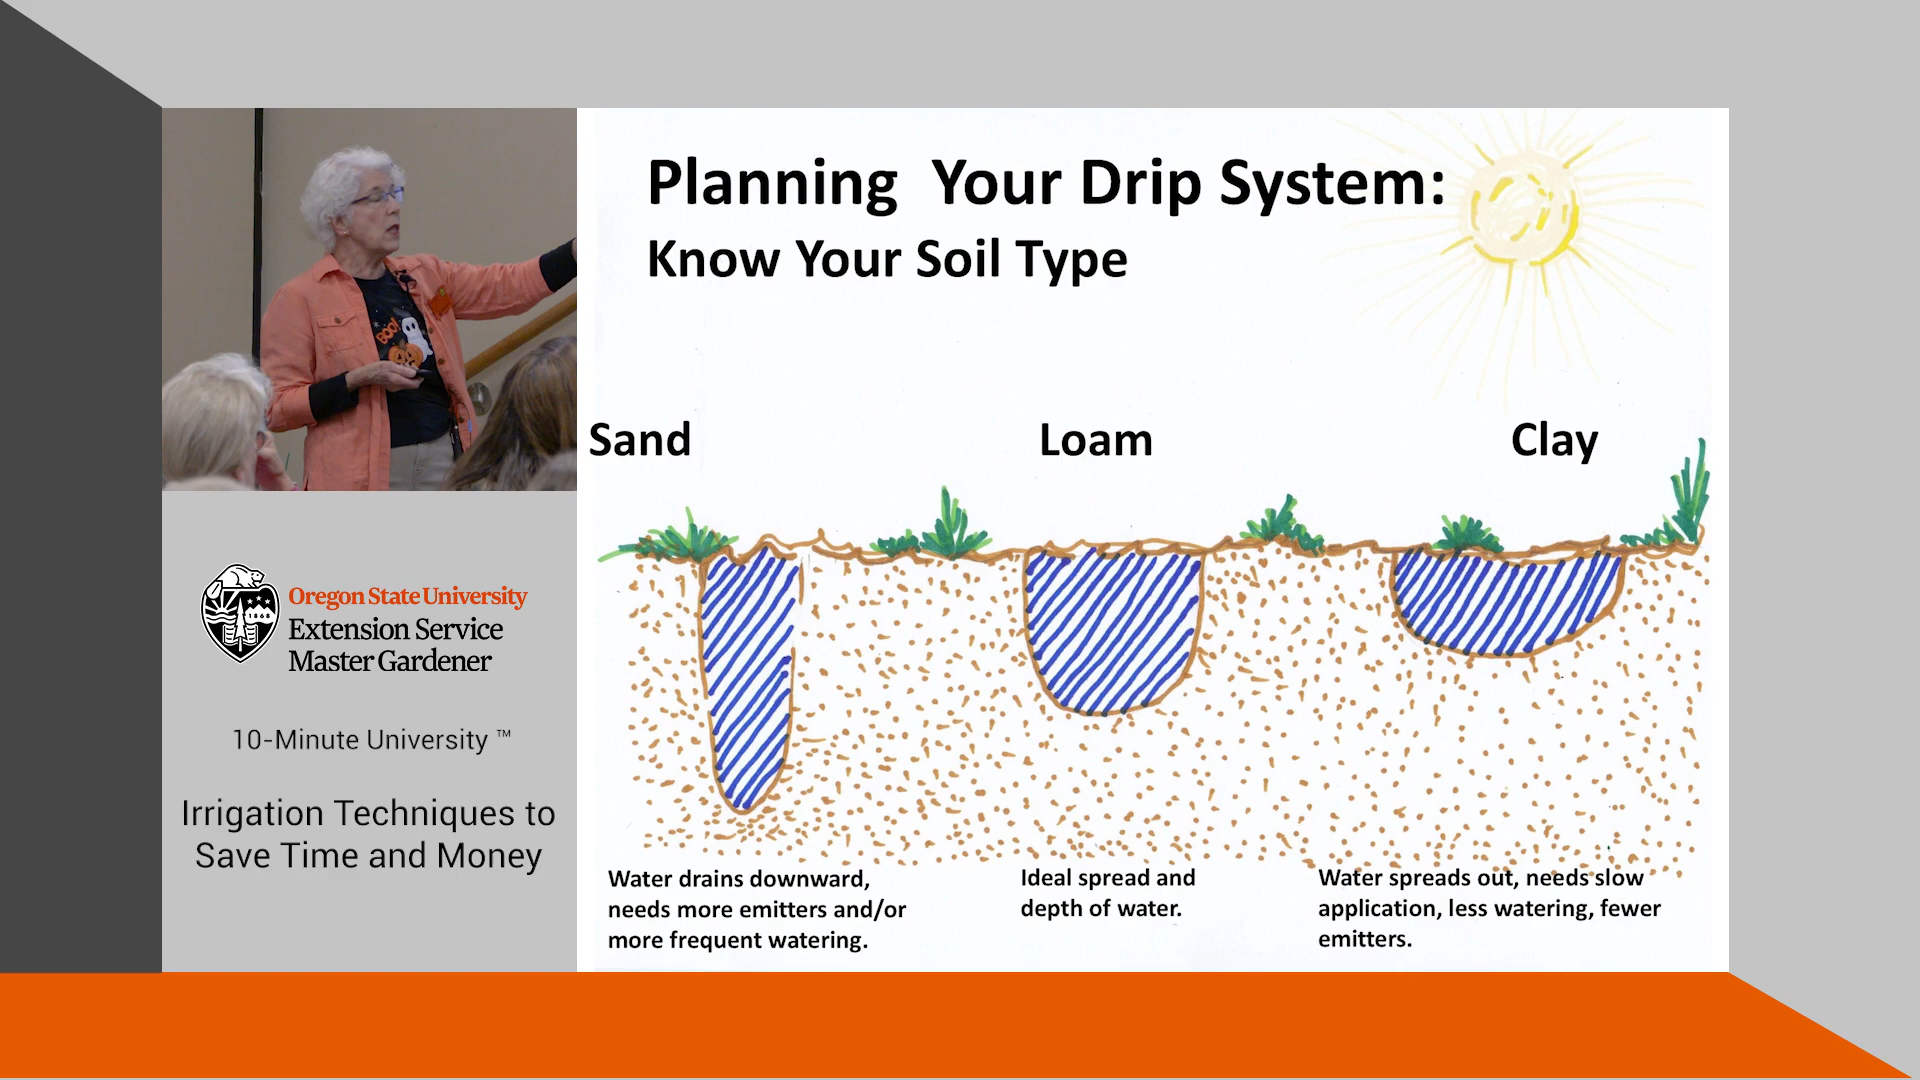 BOO!
Oregon State University
Extension Service
Master Gardener
10-Minute University ™
Irrigation Techniques to
Save Time and Money
Planning Your Drip System:
Know Your Soil Type
Sand
Loam
Clay
Water drains downward,
needs more emitters and/or
more frequent watering.
Ideal spread and
depth of water.
Water spreads out, needs slow
application, less watering, fewer
emitters.